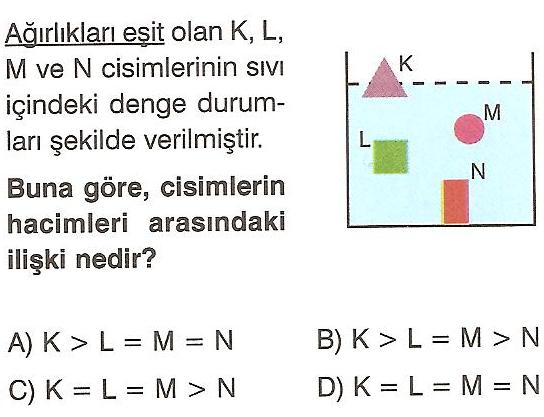 Ağırlıkları eşit olan K, L,
M ve N cisimlerinin sıvı
içindeki denge durum-
ları şekilde verilmiştir.
Buna göre, cisimlerin
hacimleri arasındaki
ilişki nedir?
K
M
L
N
A) K > L = M = N
B) K > L = M > N
C) K = L = M > N
D) K = L = M = N